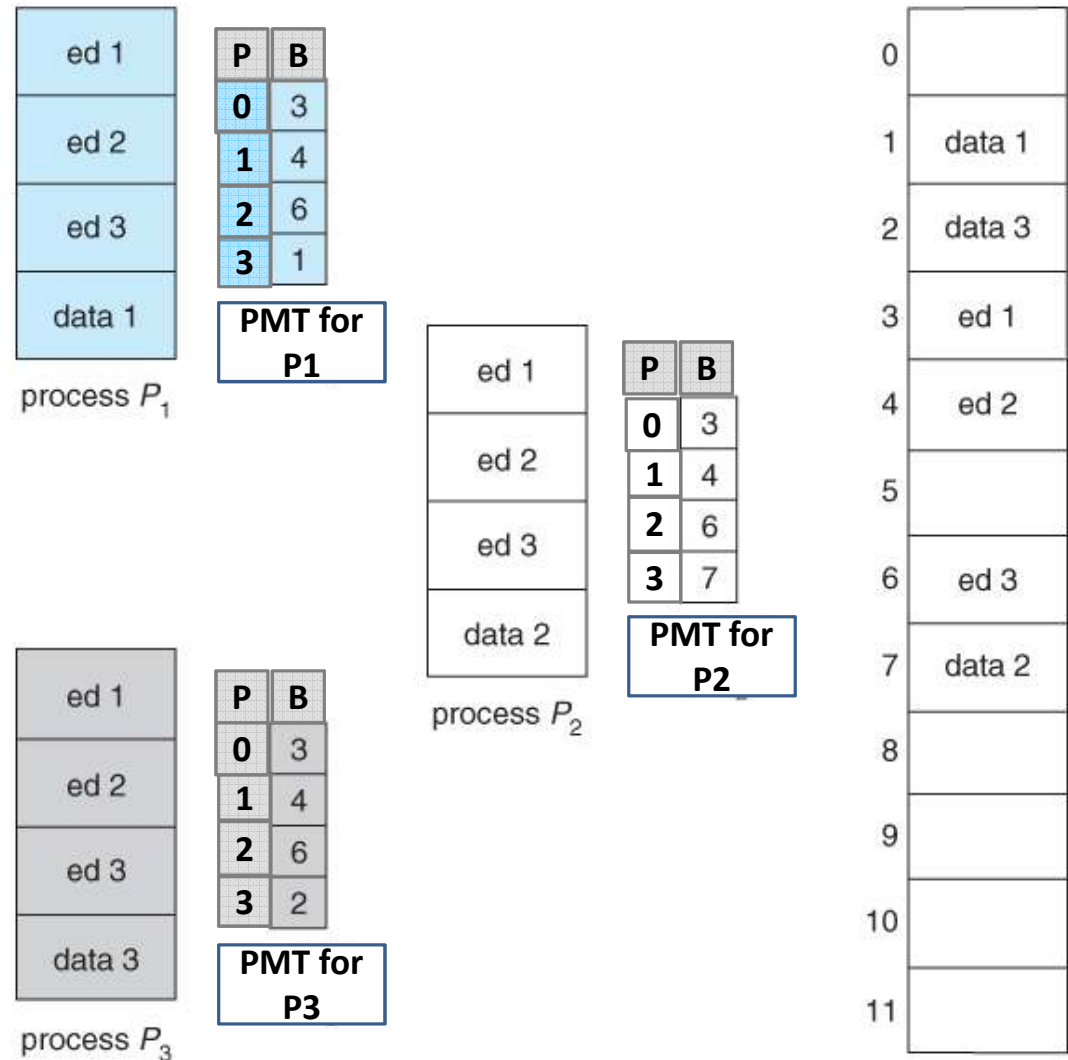 ed 1
ed 2
ed 3
data 1
process P1
P B
0 3
1 4
2 6
3 1
PMT for
P1
ed 1
ed 2
ed 3
data 2
process P2
P B
0 3
1 4
2 6
3 7
PMT for
P2
ed 1
ed 2
ed 3
data 3
process P3
P B
0 3
1 4
2 6
3 2
PMT for
P3
0
1 data 1
2 data 3
3 ed 1
4 ed 2
5
6 ed 3
7 data 2
8
9
10
11